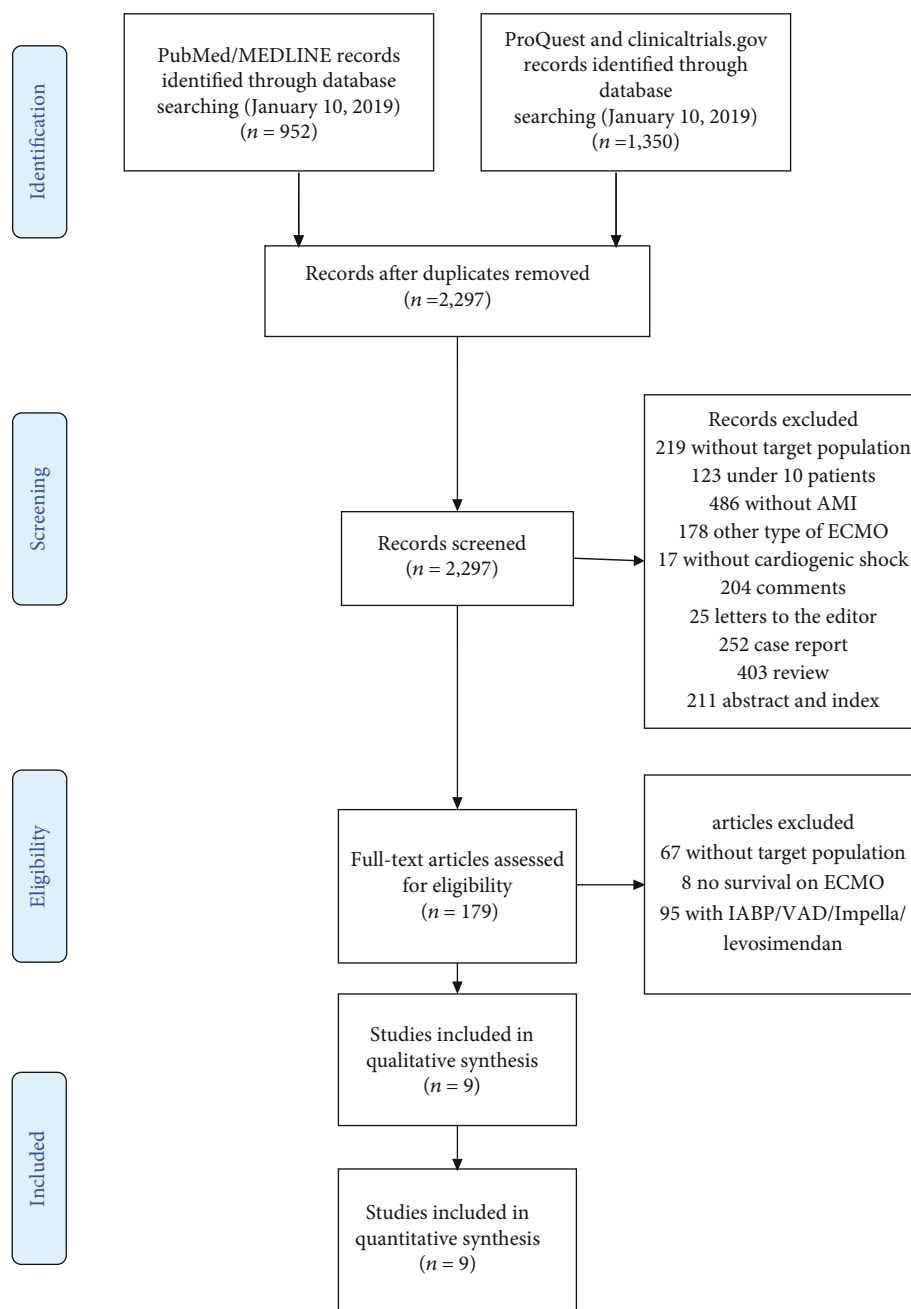 Identification
PubMed/MEDLINE records
identified through database
searching (January 10, 2019)
(n = 952)
ProQuest and clinicaltrials.gov
records identified through
database
searching (January 10, 2019)
(n =1,350)
Records after duplicates removed
(n =2,297)
Screening
Records screened
(n = 2,297)
Records excluded
219 without target population
123 under 10 patients
486 without AMI
178 other type of ECMO
17 without cardiogenic shock
204 comments
25 letters to the editor
252 case report
403 review
211 abstract and index
Eligibility
Full-text articles assessed
for eligibility
(n = 179)
articles excluded
67 without target population
8 no survival on ECMO
95 with IABP/VAD/Impella/
levosimendan
Included
Studies included in
qualitative synthesis
(n = 9)
Studies included in
quantitative synthesis
(n = 9)